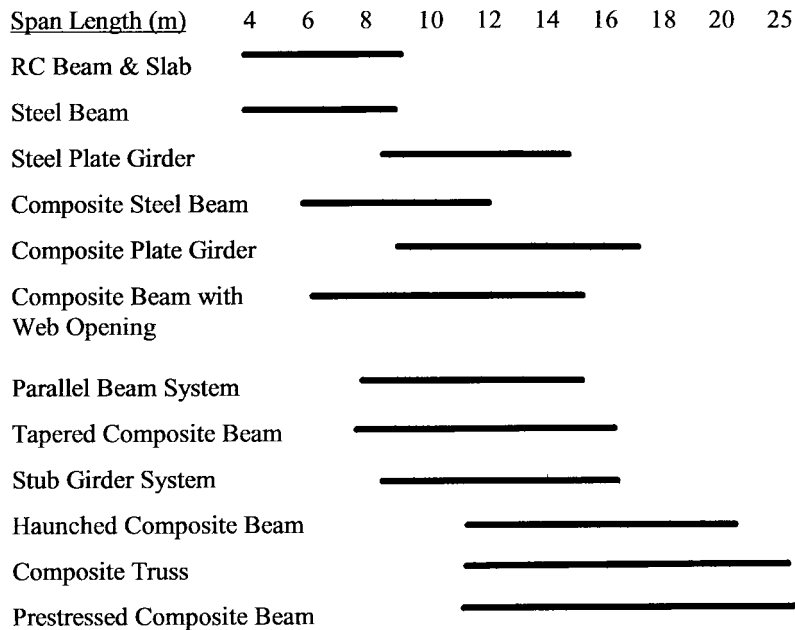 Span Length (m) 4 6 8 10 12 14 16 18 20 25
RC Beam & Slab
Steel Beam
Steel Plate Girder
Composite Steel Beam
Composite Plate Girder
Composite Beam with
Web Opening
Parallel Beam System
Tapered Composite Beam
Stub Girder System
Haunched Composite Beam
Composite Truss
Prestressed Composite Beam